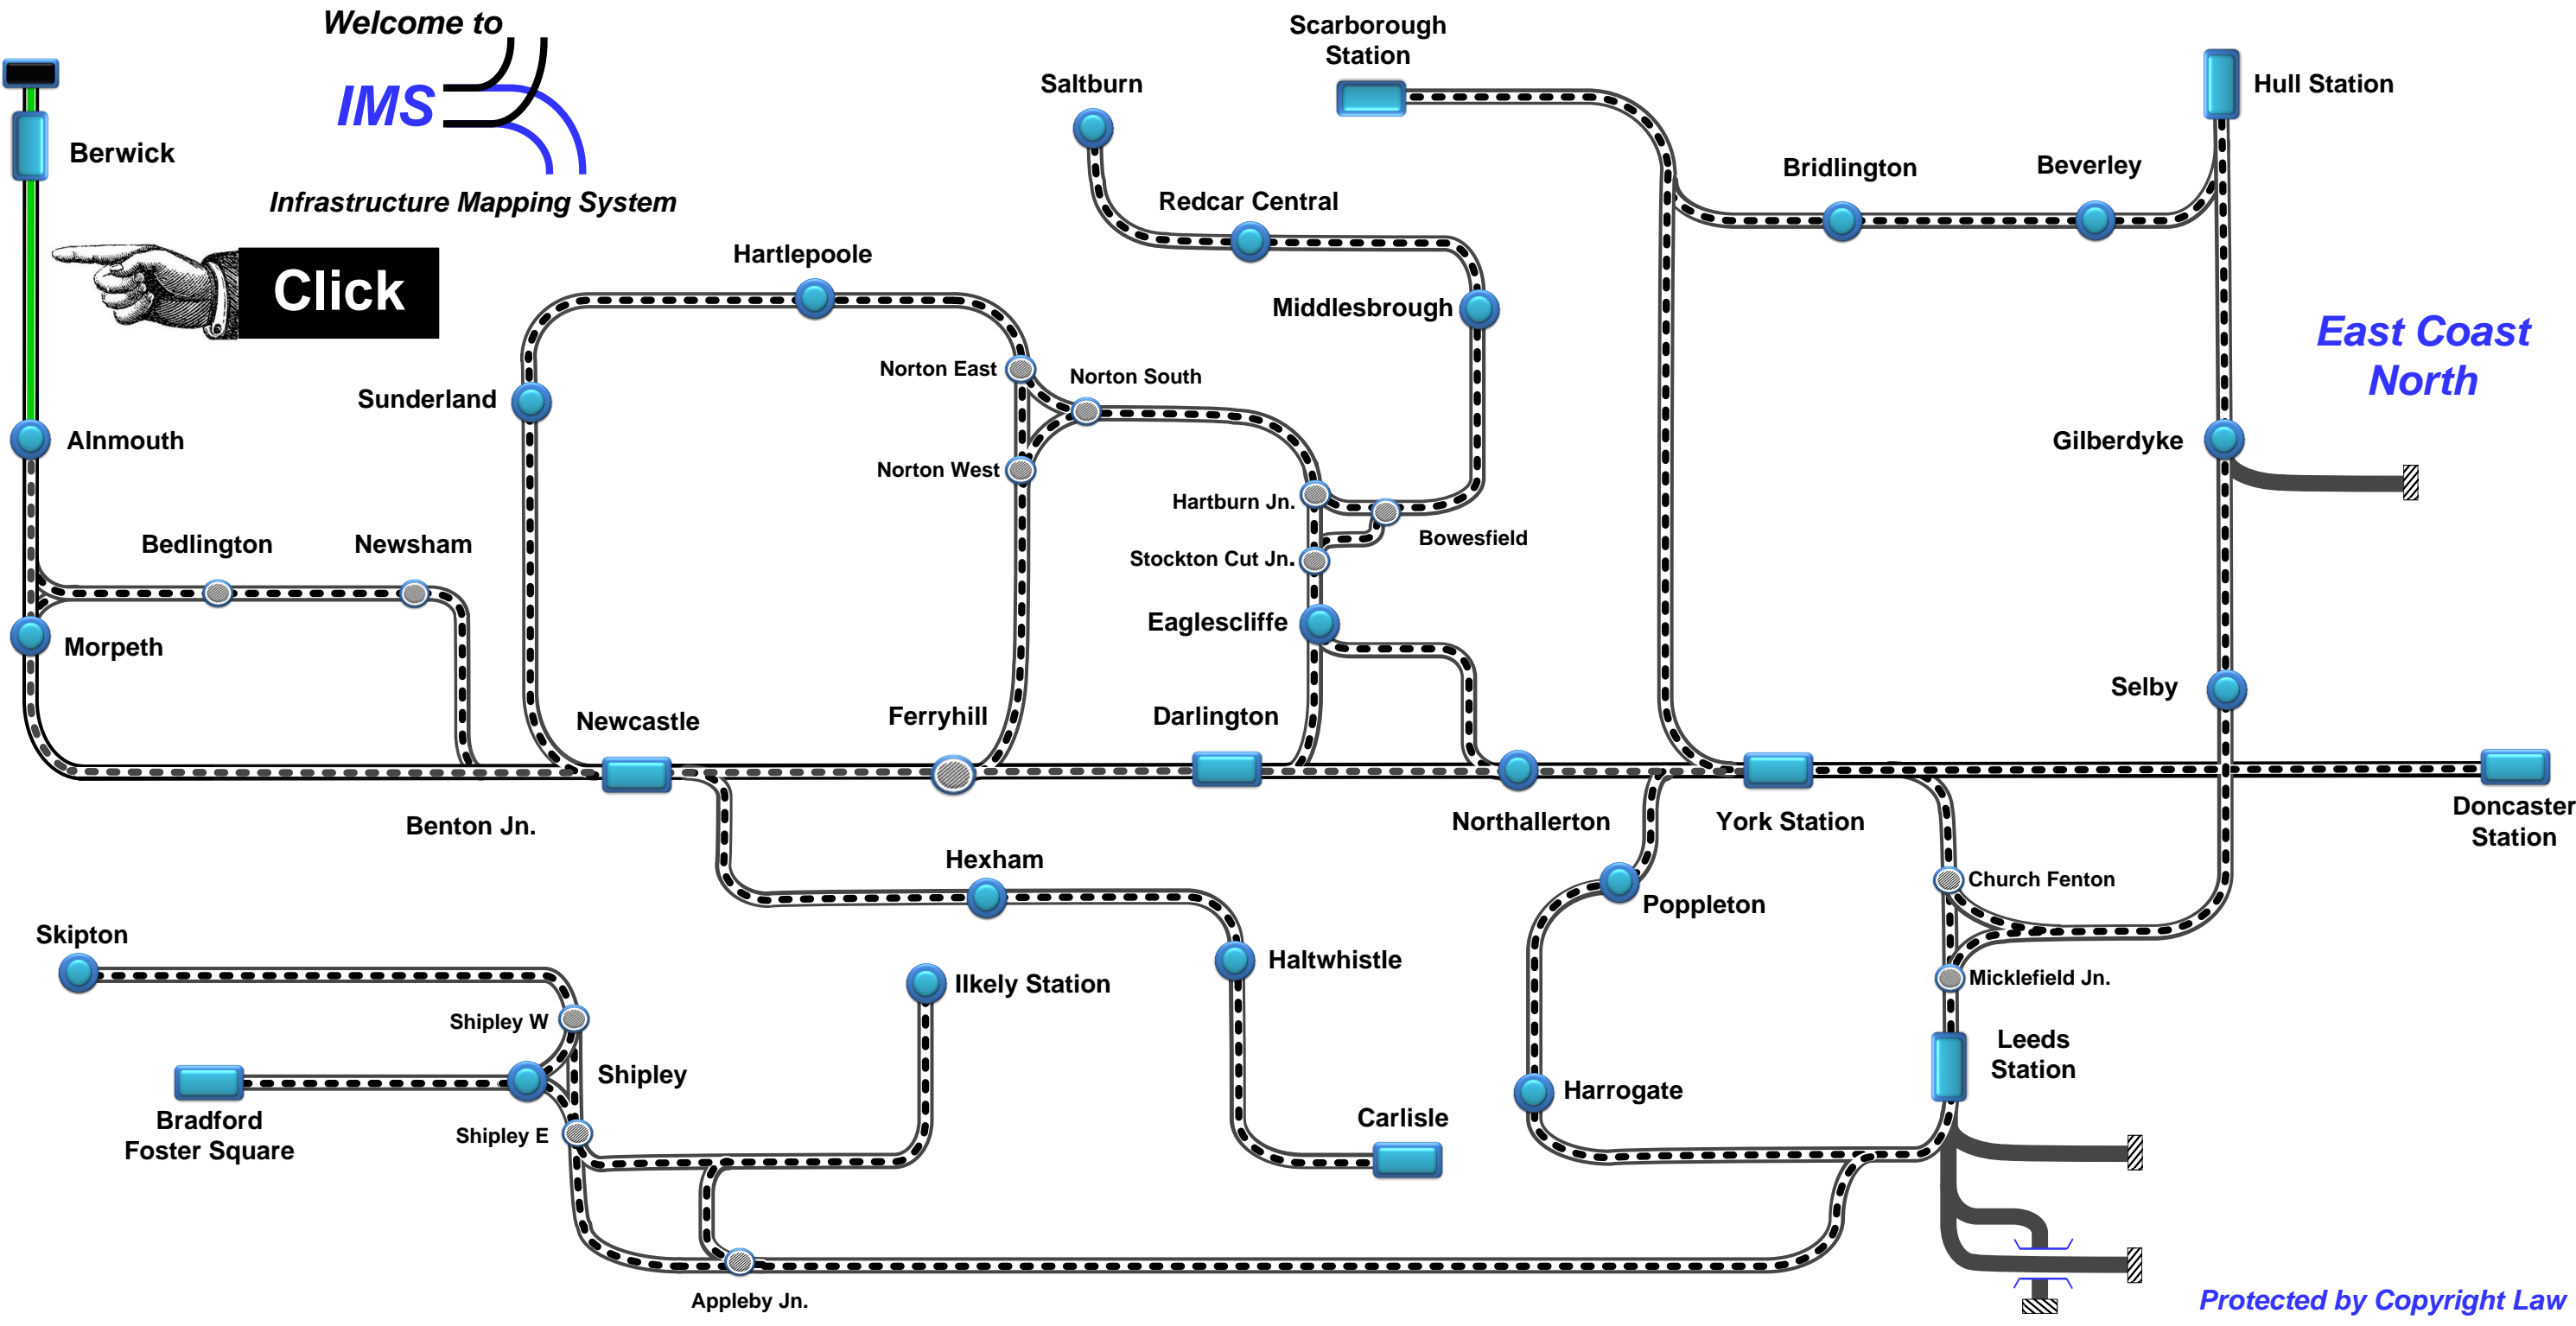 Welcome to
IMS
Infrastructure Mapping System
Click
Scarborough
Station
Saltburn
Hull Station
Berwick
Bridlington
Beverley
Redcar Central
Hartlepoole
Middlesbrough
East Coast
North
Norton East
Norton South
Sunderland
Alnmouth
Gilberdyke
Norton West
Hartburn Jn.
Bowesfield
Bedlington
Newsham
Stockton Cut Jn.
Eaglescliffe
Morpeth
Selby
Newcastle
Ferryhill
Darlington
Benton Jn.
Northallerton
York Station
Doncaster
Station
Hexham
Church Fenton
Poppleton
Skipton
Haltwhistle
Ilkely Station
Micklefield Jn.
Shipley W
Leeds
Station
Shipley
Harrogate
Bradford
Foster Square
Carlisle
Shipley E
Appleby Jn.
Protected by Copyright Law